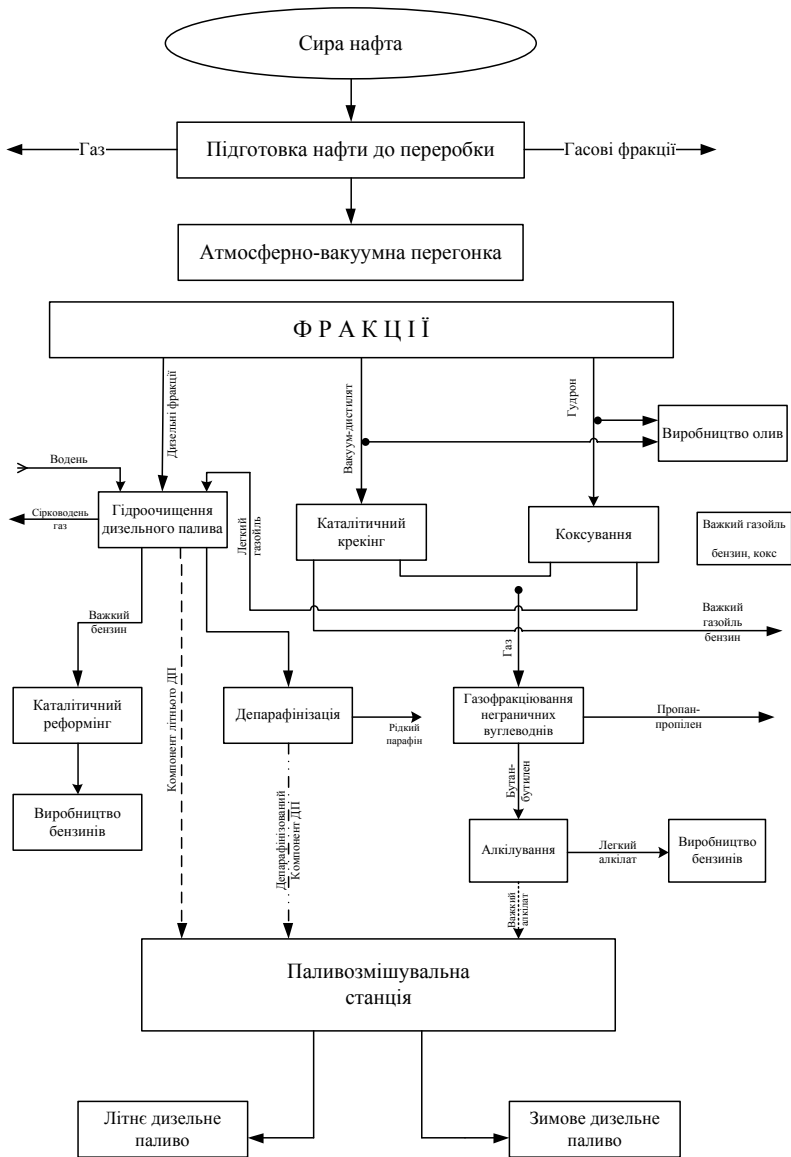 Сира нафта
Газ
Підготовка нафти до переробки
Гасові фракції
Атмосферно-вакуумна перегонка
Ф Р А К Ц І Ї
Дизельні фракції
Вакуум-дистилят
Гудрон
Виробництво олив
Водень
Сірководень
газ
Гідроочищення
дизельного палива
Легкий
газойль
Каталітичний
крекінг
Коксування
Важкий газойль
бензин, кокс
Важкий
бензин
Важкий
газойль
бензин
Газ
Компонент літнього ДП
Каталітичний
реформінг
Депарафінізація
Рідкий
парафін
Газофракціювання
неграничних
вуглеводнів
Пропан-
пропілен
Виробництво
бензинів
Депарафінізований
Компонент ДП
Бутан-
бутилен
Алкілування
Легкий
алкілат
Виробництво
бензинів
Важкий
алкілат
Паливозмішувальна
станція
Літнє дизельне
паливо
Зимове дизельне
паливо